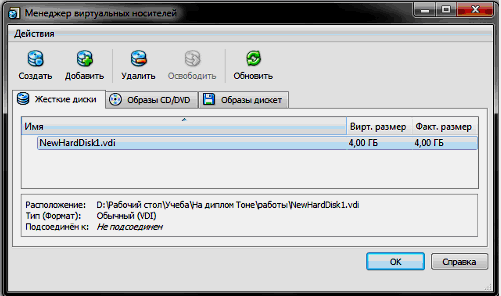 Менеджер виртуальных носителей
Действия
Создать Добавить Удалить Освободить Обновить
Жесткие диски Образы CD/DVD Образы дискет
Имя Вирт. размер Факт. размер
NewHardDisk1.vdi 4,00 ГБ 4,00 ГБ
Расположение: D:\Рабочий стол\Учеба\На диплом Тоне\работы\NewHardDisk1.vdi
Тип (Формат): Обычный (VDI)
Подсоединён к: Не подсоединен
OK Справка